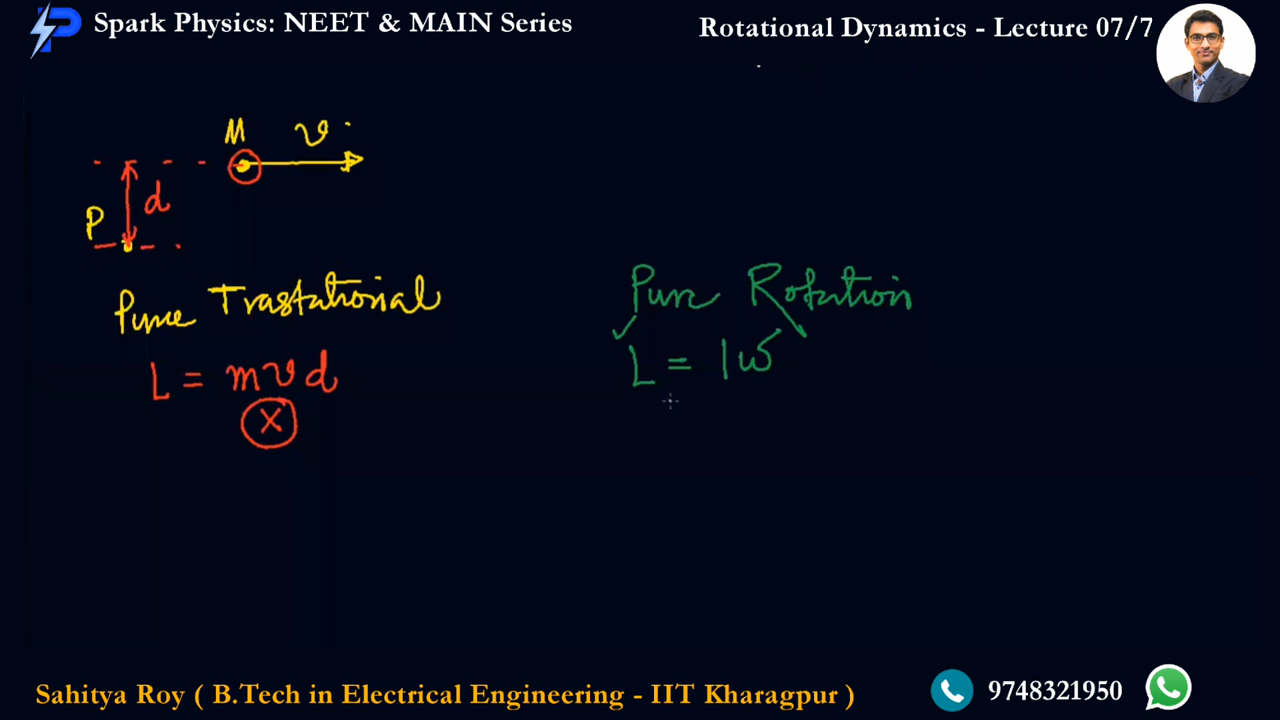 Spark Physics: NEET & MAIN Series
Rotational Dynamics - Lecture 07/7
M v
d
P
Pure Trastational
L = mvd
X
Pure Rotation
L = Iω
Sahitya Roy ( B.Tech in Electrical Engineering - IIT Kharagpur )
9748321950